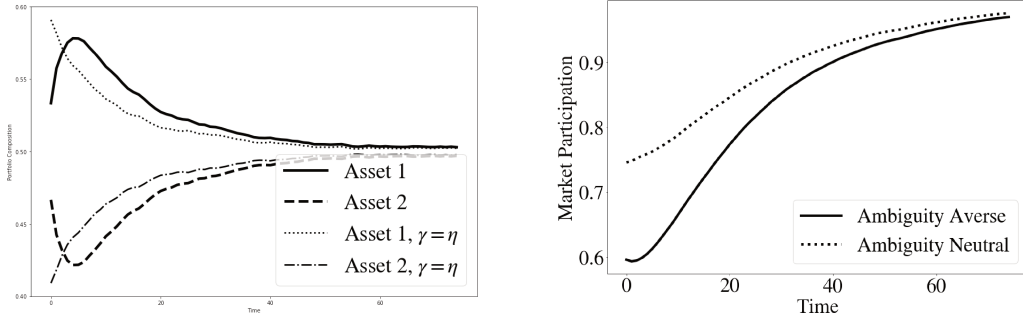 0.60
0.55
0.50
0.45
0.40
Portfolio Composition
0
20
40
60
Time
Asset 1
Asset 2
Asset 1, γ = η
Asset 2, γ = η
0.9
0.8
0.7
0.6
Market Participation
0
20
40
60
Time
Ambiguity Averse
Ambiguity Neutral